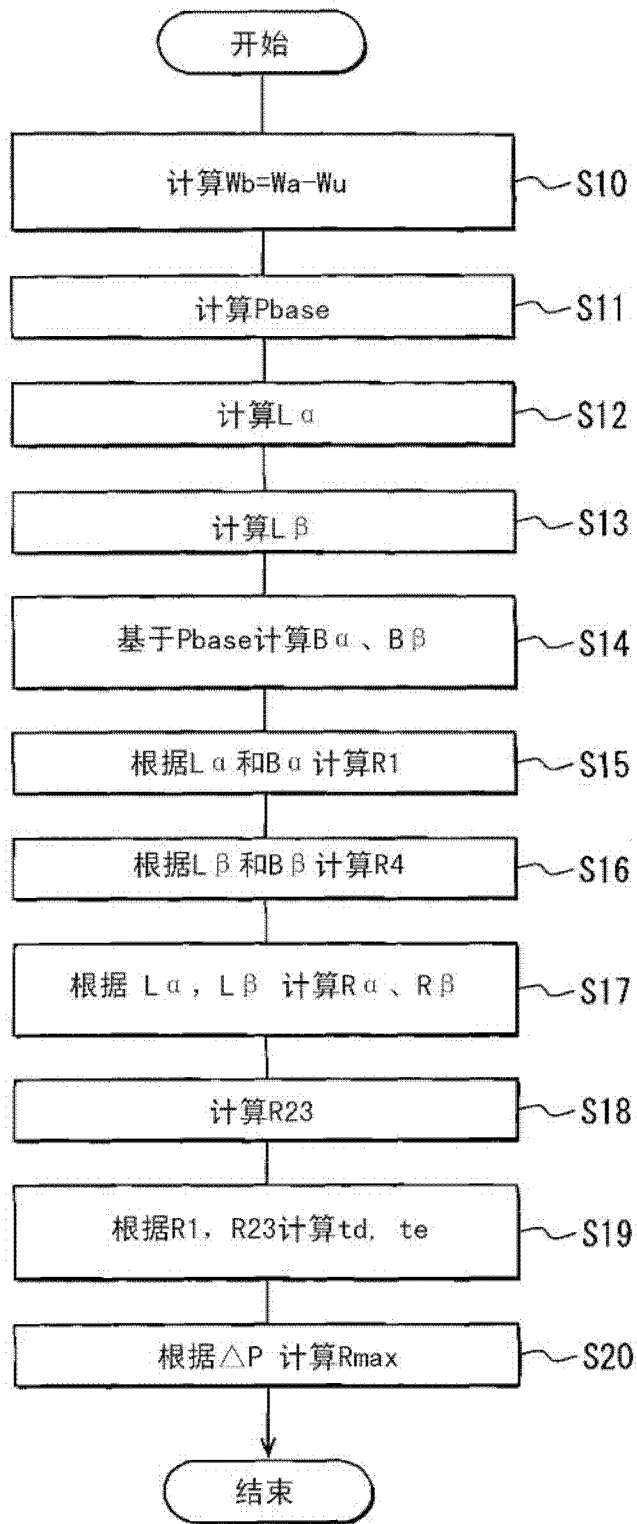 开始
计算Wb=Wa-Wu
S10
计算Pbase
S11
计算Lα
S12
计算Lβ
S13
基于Pbase计算Bα、Bβ
S14
根据Lα和Bα计算R1
S15
根据Lβ和Bβ计算R4
S16
根据 Lα，Lβ 计算Rα、Rβ
S17
计算R23
S18
根据R1，R23计算td, te
S19
根据△P 计算Rmax
S20
结束